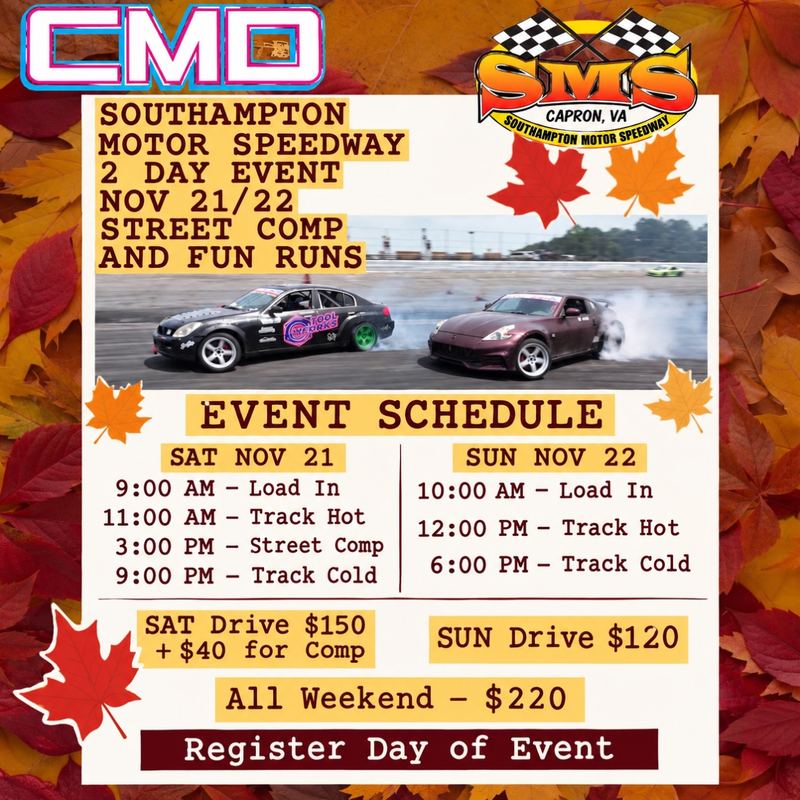 CMD
SMS
CAPRON, VA
SOUTHAMPTON MOTOR SPEEDWAY
SOUTHAMPTON
MOTOR SPEEDWAY
2 DAY EVENT
NOV 21/22
STREET COMP
AND FUN RUNS
TOOL
WERKS
EVENT SCHEDULE
SAT NOV 21
9:00 AM – Load In
11:00 AM – Track Hot
3:00 PM – Street Comp
9:00 PM – Track Cold
SUN NOV 22
10:00 AM – Load In
12:00 PM – Track Hot
6:00 PM – Track Cold
SAT Drive $150
+$40 for Comp
SUN Drive $120
All Weekend – $220
Register Day of Event